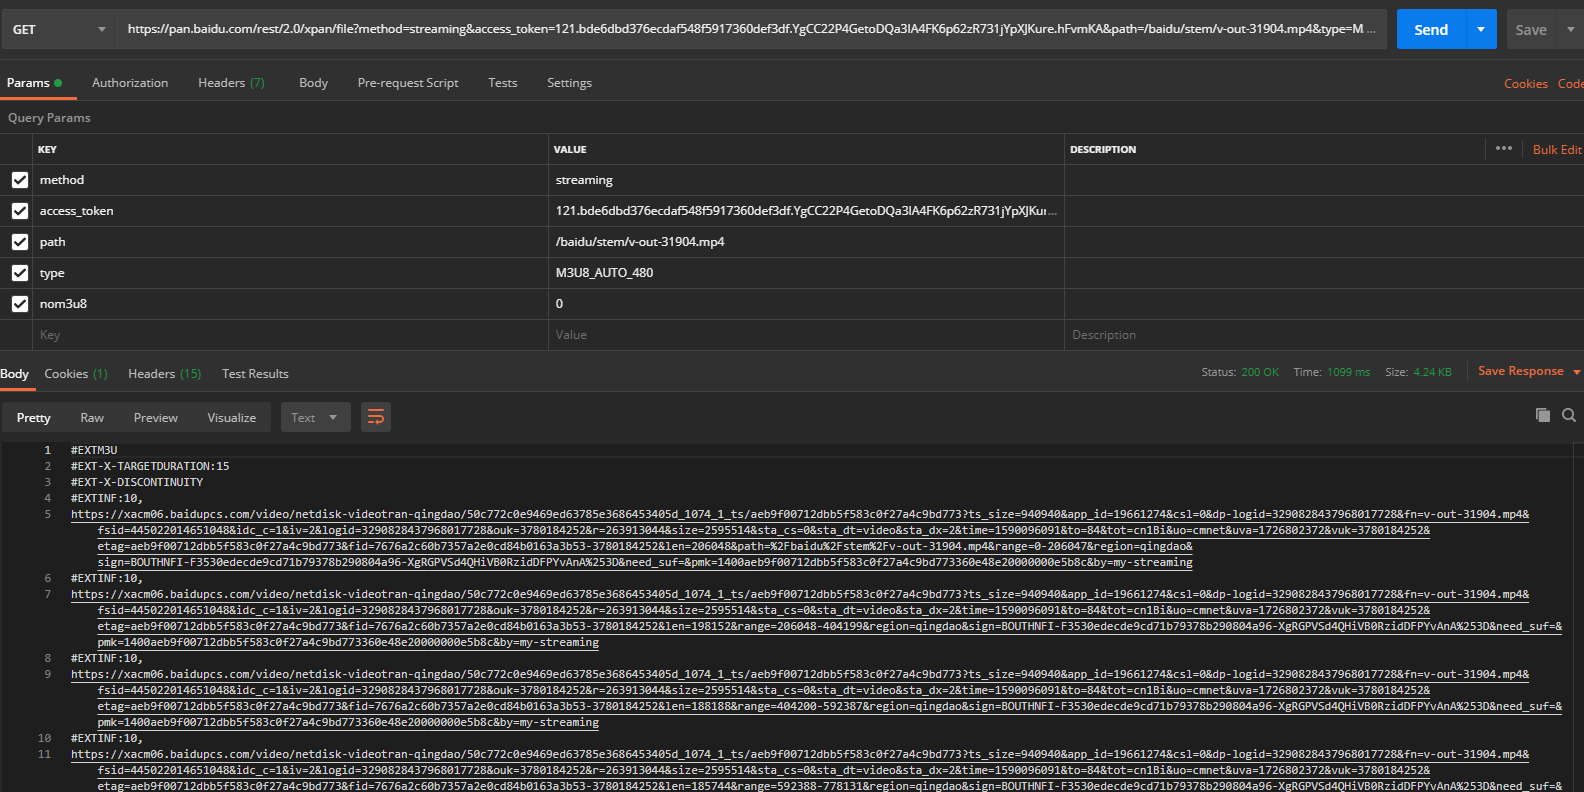 GET https://pan.baidu.com/rest/2.0/xpan/file?method=streaming&access_token=121.bde6dbd376ecdaf548f5917360def3df.YgCC22P4GetoDQa3IA4FK6p62zR731jYpXJKure.hFvmKA&path=/baidu/stem/v-out-31904.mp4&type=M ... Send Save
Params Authorization Headers (7) Body Pre-request Script Tests Settings Cookies Code
Query Params
KEY VALUE DESCRIPTION ••• Bulk Edit
method streaming
access_token 121.bde6dbd376ecdaf548f5917360def3df.YgCC22P4GetoDQa3IA4FK6p62zR731jYpXJKur...
path /baidu/stem/v-out-31904.mp4
type M3U8_AUTO_480
nom3u8 0
Key Value Description
Body Cookies (1) Headers (15) Test Results Status: 200 OK Time: 1099 ms Size: 4.24 KB Save Response
Pretty Raw Preview Visualize Text
1 #EXTM3U
2 #EXT-X-TARGETDURATION:15
3 #EXT-X-DISCONTINUITY
4 #EXTINF:10,
5 https://xacm06.baidupcs.com/video/netdisk-videotran-qingdao/50c772c0e9469ed63785e3686453405d_1074_1_ts/aeb9f00712dbb5f583c0f27a4c9bd773?ts_size=940940&app_id=19661274&csl=0&dp-logid=3290828437968017728&fn=v-out-31904.mp4&
fsid=445022014651048&idc_c=1&iv=2&logid=3290828437968017728&ouk=3780184252&r=263913044&size=2595514&sta_cs=0&sta_dt=video&sta_dx=2&time=1590096091&to=84&tot=cn1Bi&uo=cmnet&uva=1726802372&vuk=3780184252&
etag=aeb9f00712dbb5f583c0f27a4c9bd773&fid=7676a2c60b7357a2e0cd84b0163a3b53-3780184252&len=206048&path=%2Fbaidu%2Fstem%2Fv-out-31904.mp4&range=0-206047&region=qingdao&
sign=BOUTHNFI-F3530edecde9cd71b79378b290804a96-XgRGPVSd4QHiVB0RzidDFPYvAnA%253D&need_suf=&pmk=1400aeb9f00712dbb5f583c0f27a4c9bd773360e48e20000000e5b8c&by=my-streaming
6 #EXTINF:10,
7 https://xacm06.baidupcs.com/video/netdisk-videotran-qingdao/50c772c0e9469ed63785e3686453405d_1074_1_ts/aeb9f00712dbb5f583c0f27a4c9bd773?ts_size=940940&app_id=19661274&csl=0&dp-logid=3290828437968017728&fn=v-out-31904.mp4&
fsid=445022014651048&idc_c=1&iv=2&logid=3290828437968017728&ouk=3780184252&r=263913044&size=2595514&sta_cs=0&sta_dt=video&sta_dx=2&time=1590096091&to=84&tot=cn1Bi&uo=cmnet&uva=1726802372&vuk=3780184252&
etag=aeb9f00712dbb5f583c0f27a4c9bd773&fid=7676a2c60b7357a2e0cd84b0163a3b53-3780184252&len=198152&range=206048-404199&region=qingdao&sign=BOUTHNFI-F3530edecde9cd71b79378b290804a96-XgRGPVSd4QHiVB0RzidDFPYvAnA%253D&need_suf=&
pmk=1400aeb9f00712dbb5f583c0f27a4c9bd773360e48e20000000e5b8c&by=my-streaming
8 #EXTINF:10,
9 https://xacm06.baidupcs.com/video/netdisk-videotran-qingdao/50c772c0e9469ed63785e3686453405d_1074_1_ts/aeb9f00712dbb5f583c0f27a4c9bd773?ts_size=940940&app_id=19661274&csl=0&dp-logid=3290828437968017728&fn=v-out-31904.mp4&
fsid=445022014651048&idc_c=1&iv=2&logid=3290828437968017728&ouk=3780184252&r=263913044&size=2595514&sta_cs=0&sta_dt=video&sta_dx=2&time=1590096091&to=84&tot=cn1Bi&uo=cmnet&uva=1726802372&vuk=3780184252&
etag=aeb9f00712dbb5f583c0f27a4c9bd773&fid=7676a2c60b7357a2e0cd84b0163a3b53-3780184252&len=188188&range=404200-592387&region=qingdao&sign=BOUTHNFI-F3530edecde9cd71b79378b290804a96-XgRGPVSd4QHiVB0RzidDFPYvAnA%253D&need_suf=&
pmk=1400aeb9f00712dbb5f583c0f27a4c9bd773360e48e20000000e5b8c&by=my-streaming
10 #EXTINF:10,
11 https://xacm06.baidupcs.com/video/netdisk-videotran-qingdao/50c772c0e9469ed63785e3686453405d_1074_1_ts/aeb9f00712dbb5f583c0f27a4c9bd773?ts_size=940940&app_id=19661274&csl=0&dp-logid=3290828437968017728&fn=v-out-31904.mp4&
fsid=445022014651048&idc_c=1&iv=2&logid=3290828437968017728&ouk=3780184252&r=263913044&size=2595514&sta_cs=0&sta_dt=video&sta_dx=2&time=1590096091&to=84&tot=cn1Bi&uo=cmnet&uva=1726802372&vuk=3780184252&
etag=aeb9f00712dbb5f583c0f27a4c9bd773&fid=7676a2c60b7357a2e0cd84b0163a3b53-3780184252&len=185744&range=592388-778131&region=qingdao&sign=BOUTHNFI-F3530edecde9cd71b79378b290804a96-XgRGPVSd4QHiVB0RzidDFPYvAnA%253D&need_suf=&